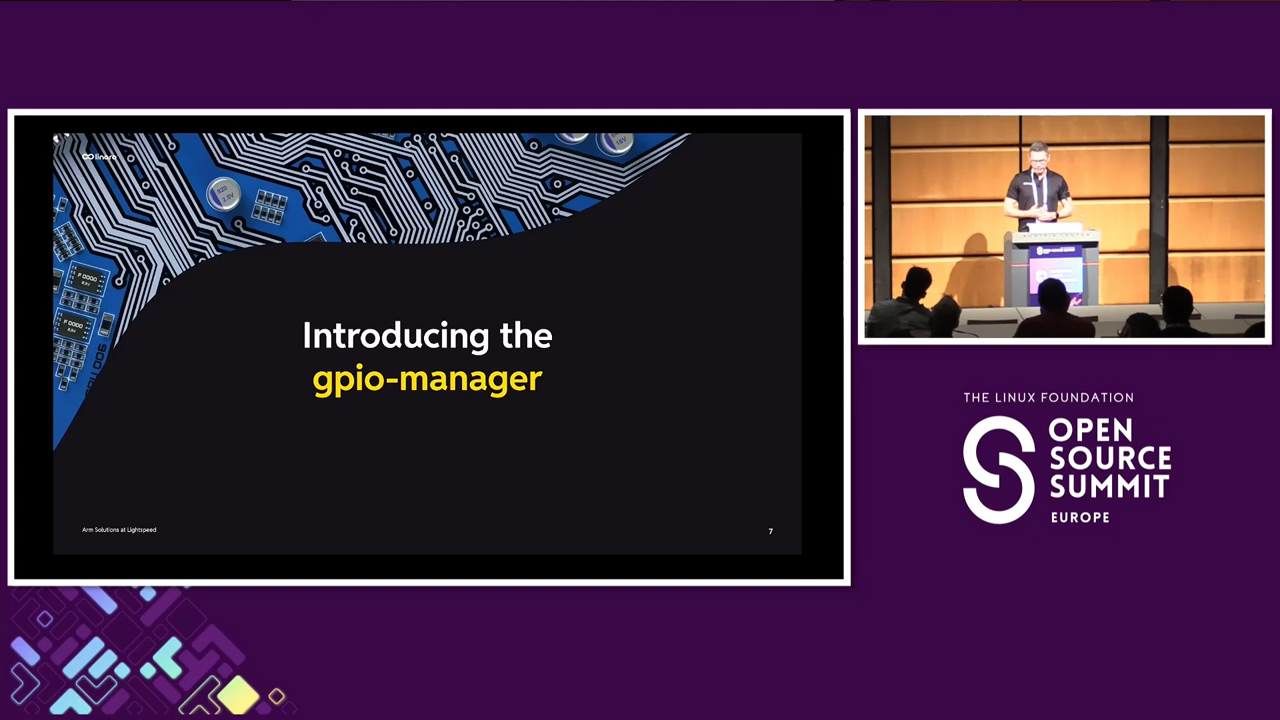 linaro
Introducing the
gpio-manager
Arm Solutions at Lightspeed
7
THE LINUX FOUNDATION
OPEN
SOURCE
SUMMIT
EUROPE